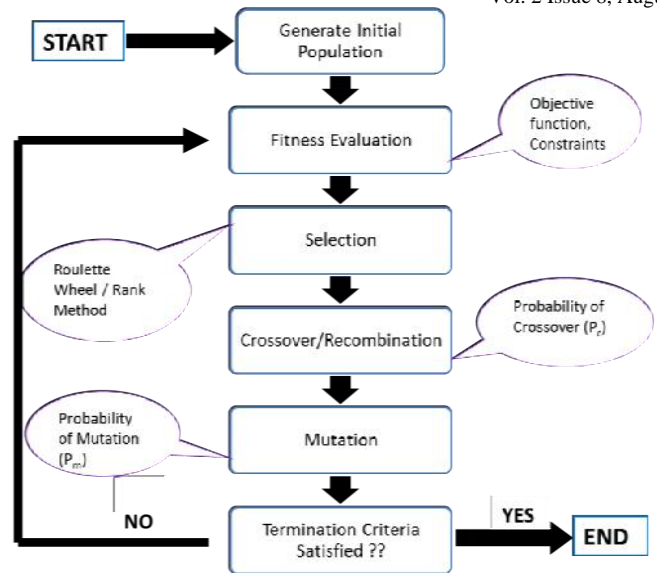 Vol. 2 Issue 8, Aug
START
Generate Initial
Population
Fitness Evaluation
Objective
function,
Constraints
Selection
Roulette
Wheel / Rank
Method
Crossover/Recombination
Probability of
Crossover (Pc)
Mutation
Probability
of Mutation
(Pm)
NO
Termination Criteria
Satisfied ??
YES
END